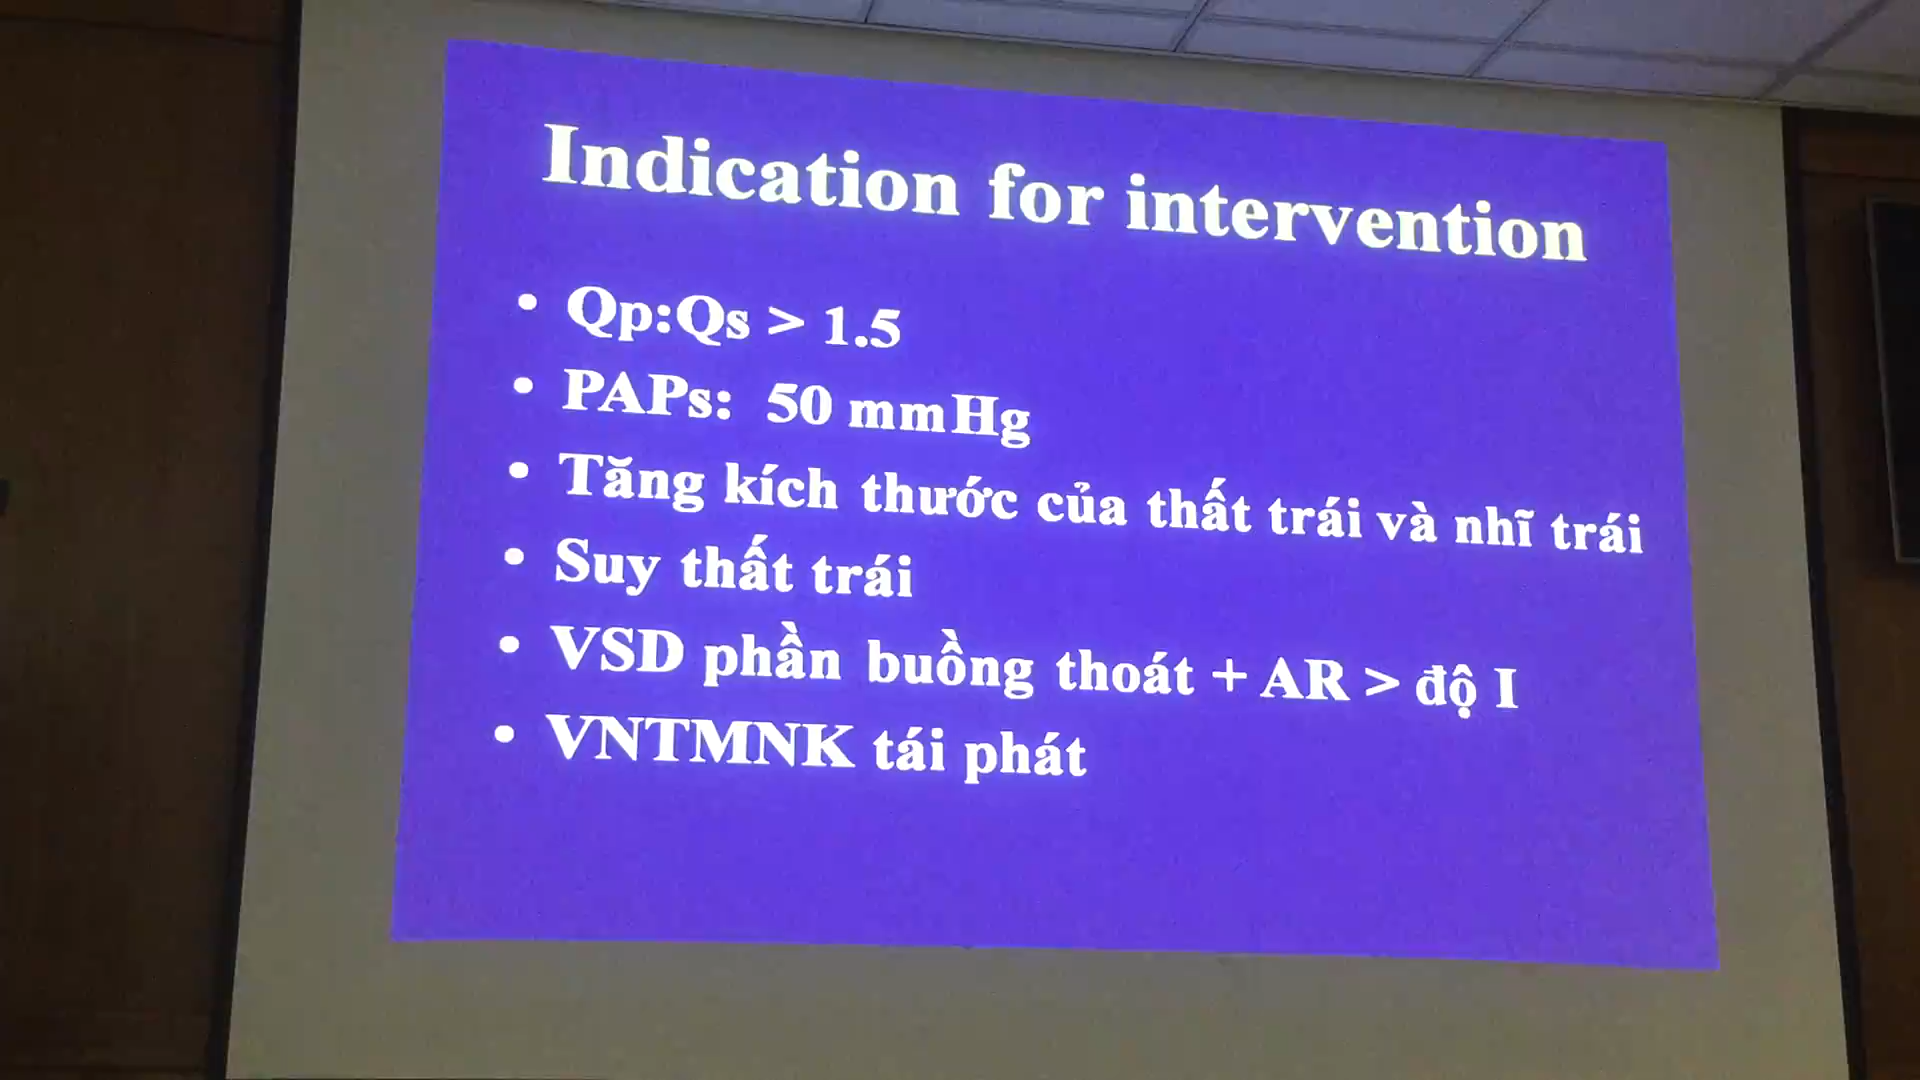 Indication for intervention
• Qp:Qs > 1.5
• PAPs: 50 mmHg
• Tăng kích thước của thất trái và nhĩ trái
• Suy thất trái
• VSD phần buồng thoát + AR > độ I
• VNTMNK tái phát